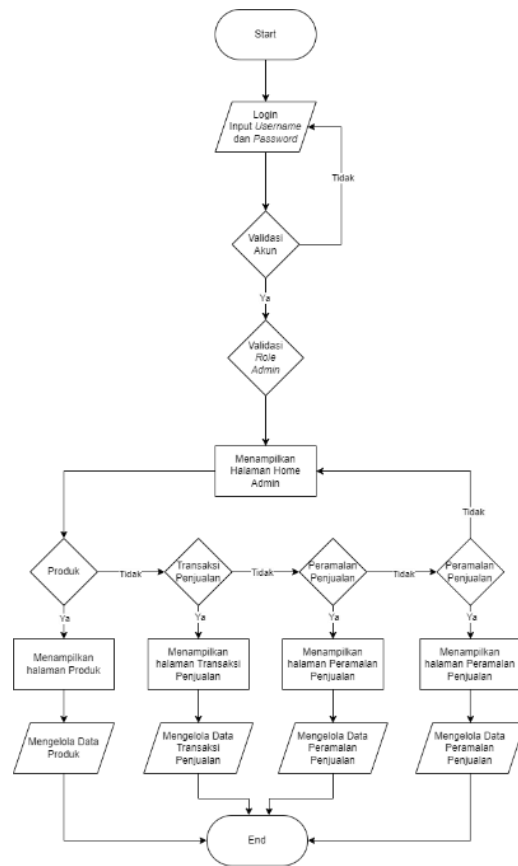 Start
Login
Input Username
dan Password
Tidak
Validasi
Akun
Ya
Validasi
Role
Admin
Menampilkan
Halaman Home
Admin
Tidak
Produk
Tidak
Transaksi
Penjualan
Tidak
Peramalan
Penjualan
Tidak
Peramalan
Penjualan
Ya
Ya
Ya
Ya
Menampilkan
halaman Produk
Menampilkan
halaman Transaksi
Penjualan
Menampilkan
halaman Peramalan
Penjualan
Menampilkan
halaman Peramalan
Penjualan
Mengelola Data
Produk
Mengelola Data
Transaksi
Penjualan
Mengelola Data
Peramalan
Penjualan
Mengelola Data
Peramalan
Penjualan
End